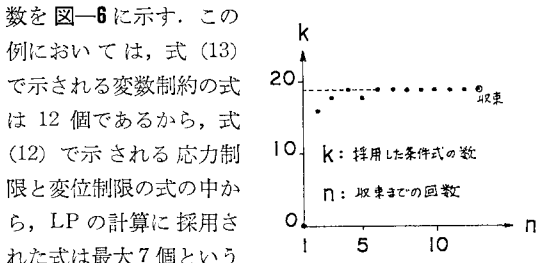 数を図—6に示す．この
例においては，式（13）
で示される変数制約の式
は 12 個であるから，式
（12）で示される応力制
限と変位制限の式の中か
ら，LP の計算に採用さ
れた式は最大7個という
k
20
収束
10
k：採用した条件式の数
n：収束までの回数
0
1 5 10 n